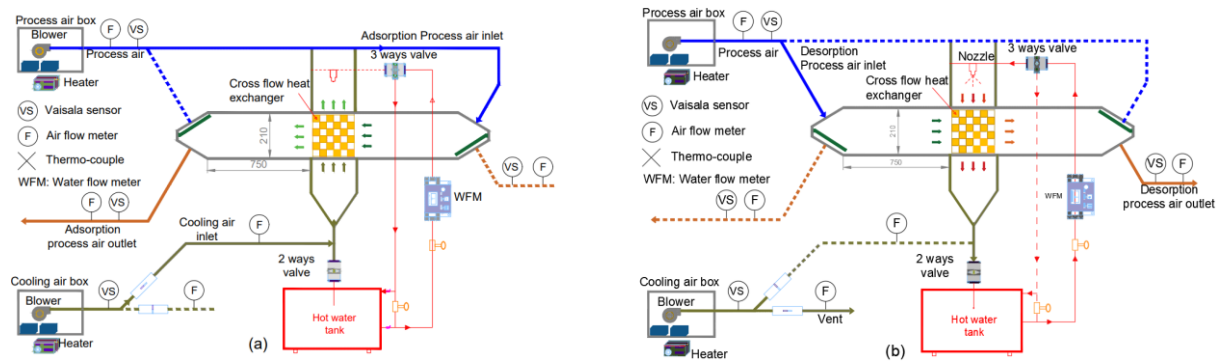 Process air box
Blower
Process air
Heater
F
VS
Adsorption Process air inlet
3 ways valve
Cross flow heat
exchanger
VS
Vaisala sensor
F
Air flow meter
Thermo-couple
WFM: Water flow meter
210
750
VS
F
WFM
F
VS
Adsorption
process air outlet
Cooling air
inlet
F
2 ways
valve
Cooling air box
Blower
VS
F
Heater
Hot water
tank
(a)
Process air box
F
VS
Process air
Heater
Desorption
Process air inlet
Nozzle
3 ways valve
Cross flow heat
exchanger
VS
Vaisala sensor
F
Air flow meter
Thermo-couple
WFM: Water flow meter
210
750
WFM
VS
F
Desorption
process air outlet
VS
F
F
2 ways
valve
Cooling air box
Blower
VS
F
Vent
Heater
Hot water
tank
(b)